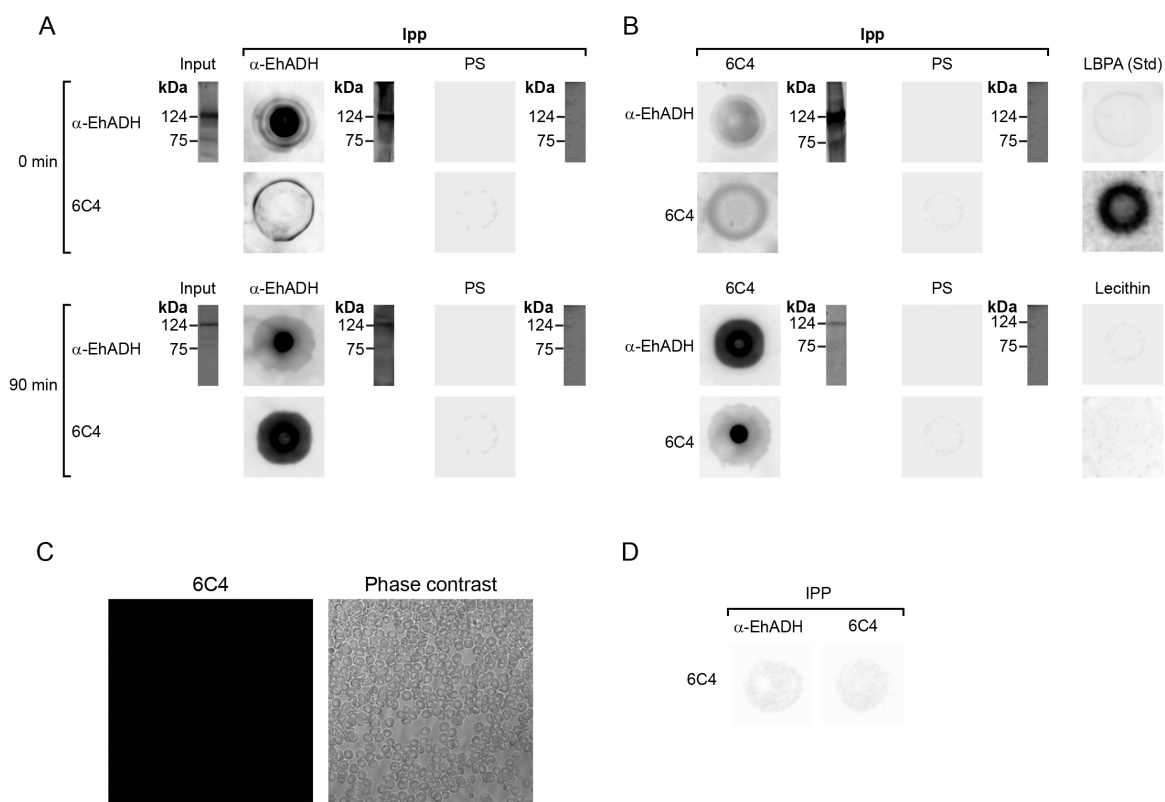 A
Ipp
Input α-EhADH PS
kDa kDa kDa
α-EhADH 124 124 124
75 75 75
0 min
6C4
Input α-EhADH PS
kDa kDa kDa
α-EhADH 124 124 124
75 75 75
90 min
6C4
B
Ipp
6C4 PS LBPA (Std)
kDa kDa
α-EhADH 124 124
75 75
6C4
6C4 PS Lecithin
kDa kDa
α-EhADH 124 124
75 75
6C4
C
6C4 Phase contrast
D
IPP
α-EhADH 6C4
6C4